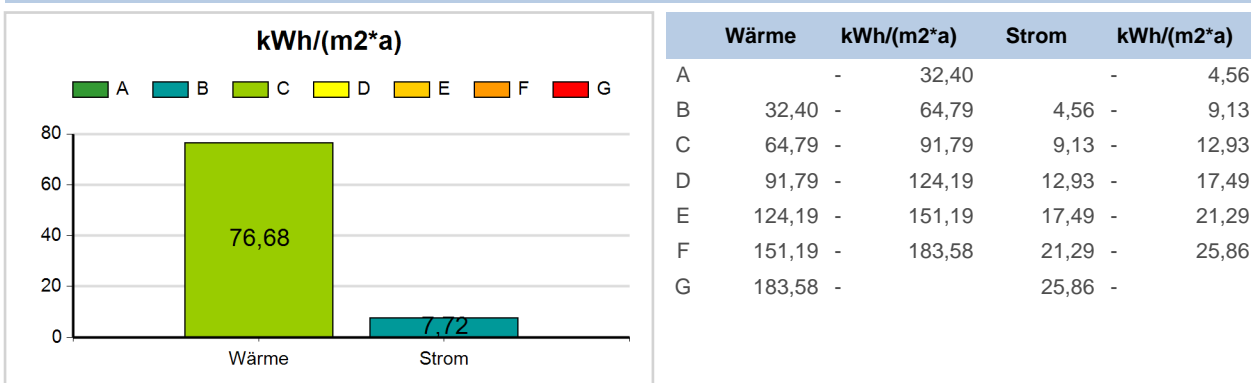 kWh/(m2*a)
A B C D E F G
80
60
40
20
0
76,68
7,72
Wärme Strom
Wärme kWh/(m2*a) Strom kWh/(m2*a)
A - 32,40 - 4,56
B 32,40 - 64,79 4,56 - 9,13
C 64,79 - 91,79 9,13 - 12,93
D 91,79 - 124,19 12,93 - 17,49
E 124,19 - 151,19 17,49 - 21,29
F 151,19 - 183,58 21,29 - 25,86
G 183,58 - 25,86 -